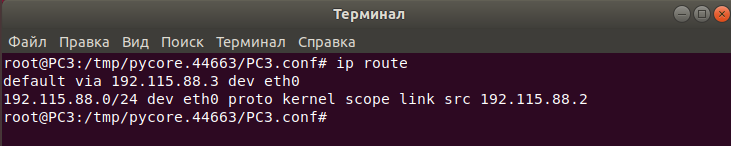 Терминал
Файл Правка Вид Поиск Терминал Справка
root@PC3:/tmp/pycore.44663/PC3.conf# ip route
default via 192.115.88.3 dev eth0
192.115.88.0/24 dev eth0 proto kernel scope link src 192.115.88.2
root@PC3:/tmp/pycore.44663/PC3.conf#